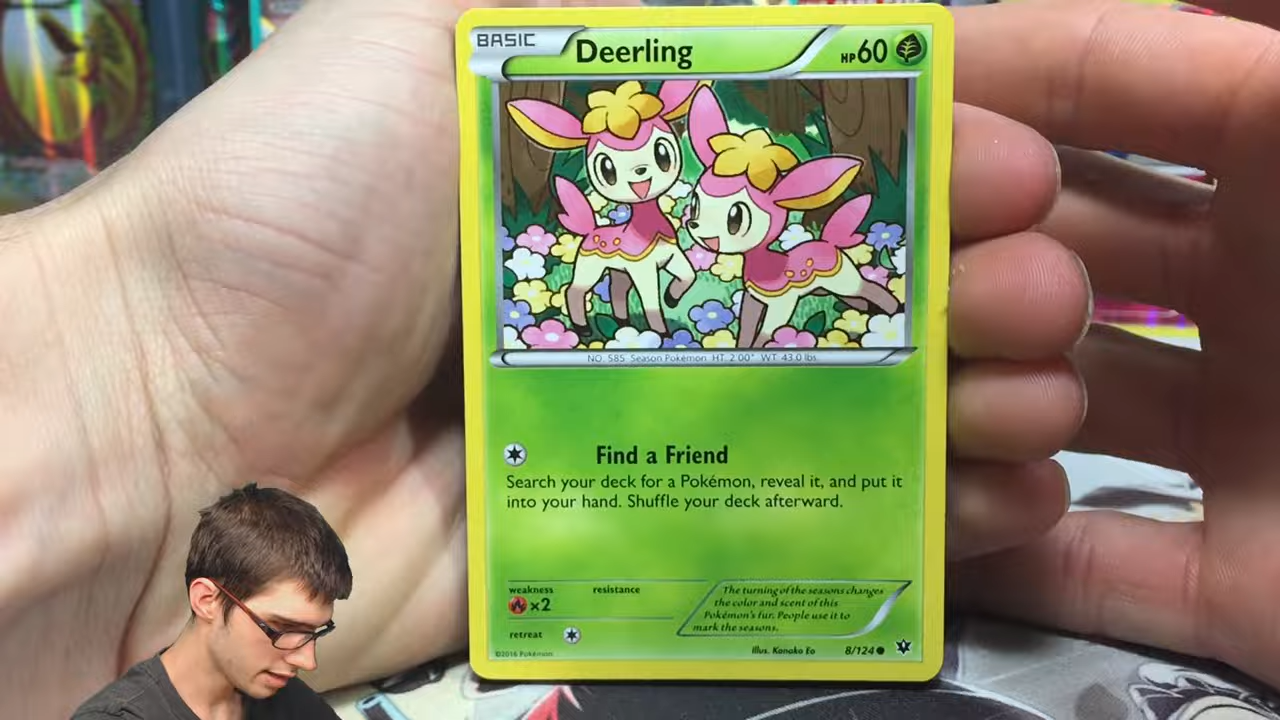 BASIC
Deerling
HP60
NO. 585 Season Pokémon HT. 2'00" WT. 43.0 lbs.
Find a Friend
Search your deck for a Pokémon, reveal it, and put it
into your hand. Shuffle your deck afterward.
weakness
resistance
×2
The turning of the seasons changes
the color and scent of this
Pokémon's fur. People use it to
mark the seasons.
retreat
©2016 Pokémon
Illus. Kanako Eo
8/124